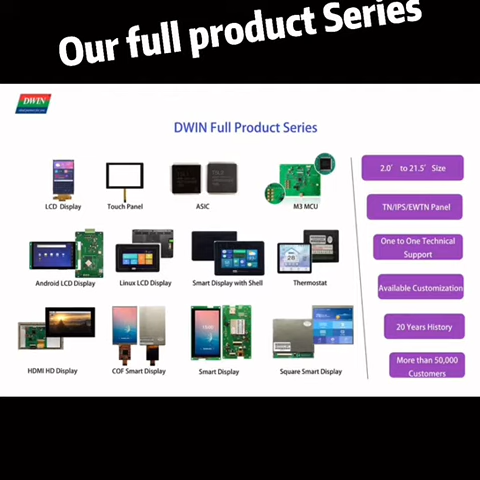 Our full product Series
DWIN
DWIN Full Product Series
LCD Display
Touch Panel
ASIC
M3 MCU
Android LCD Display
Linux LCD Display
Smart Display with Shell
Thermostat
HDMI HD Display
COF Smart Display
Smart Display
Square Smart Display
2.0" to 21.5" Size
TN/IPS/EWTN Panel
One to One Technical
Support
Available Customization
20 Years History
More than 50,000
Customers